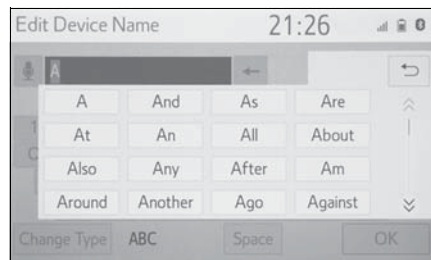 Edit Device Name 21:26
A
A And As Are
At An All About
Also Any After Am
Around Another Ago Against
Change Type ABC Space OK